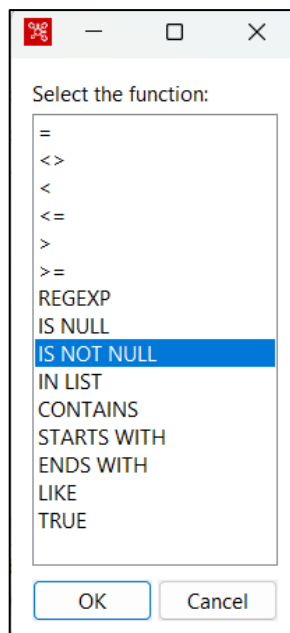 Select the function:
=
<>
<
<=
>
>=
REGEXP
IS NULL
IS NOT NULL
IN LIST
CONTAINS
STARTS WITH
ENDS WITH
LIKE
TRUE
OK Cancel